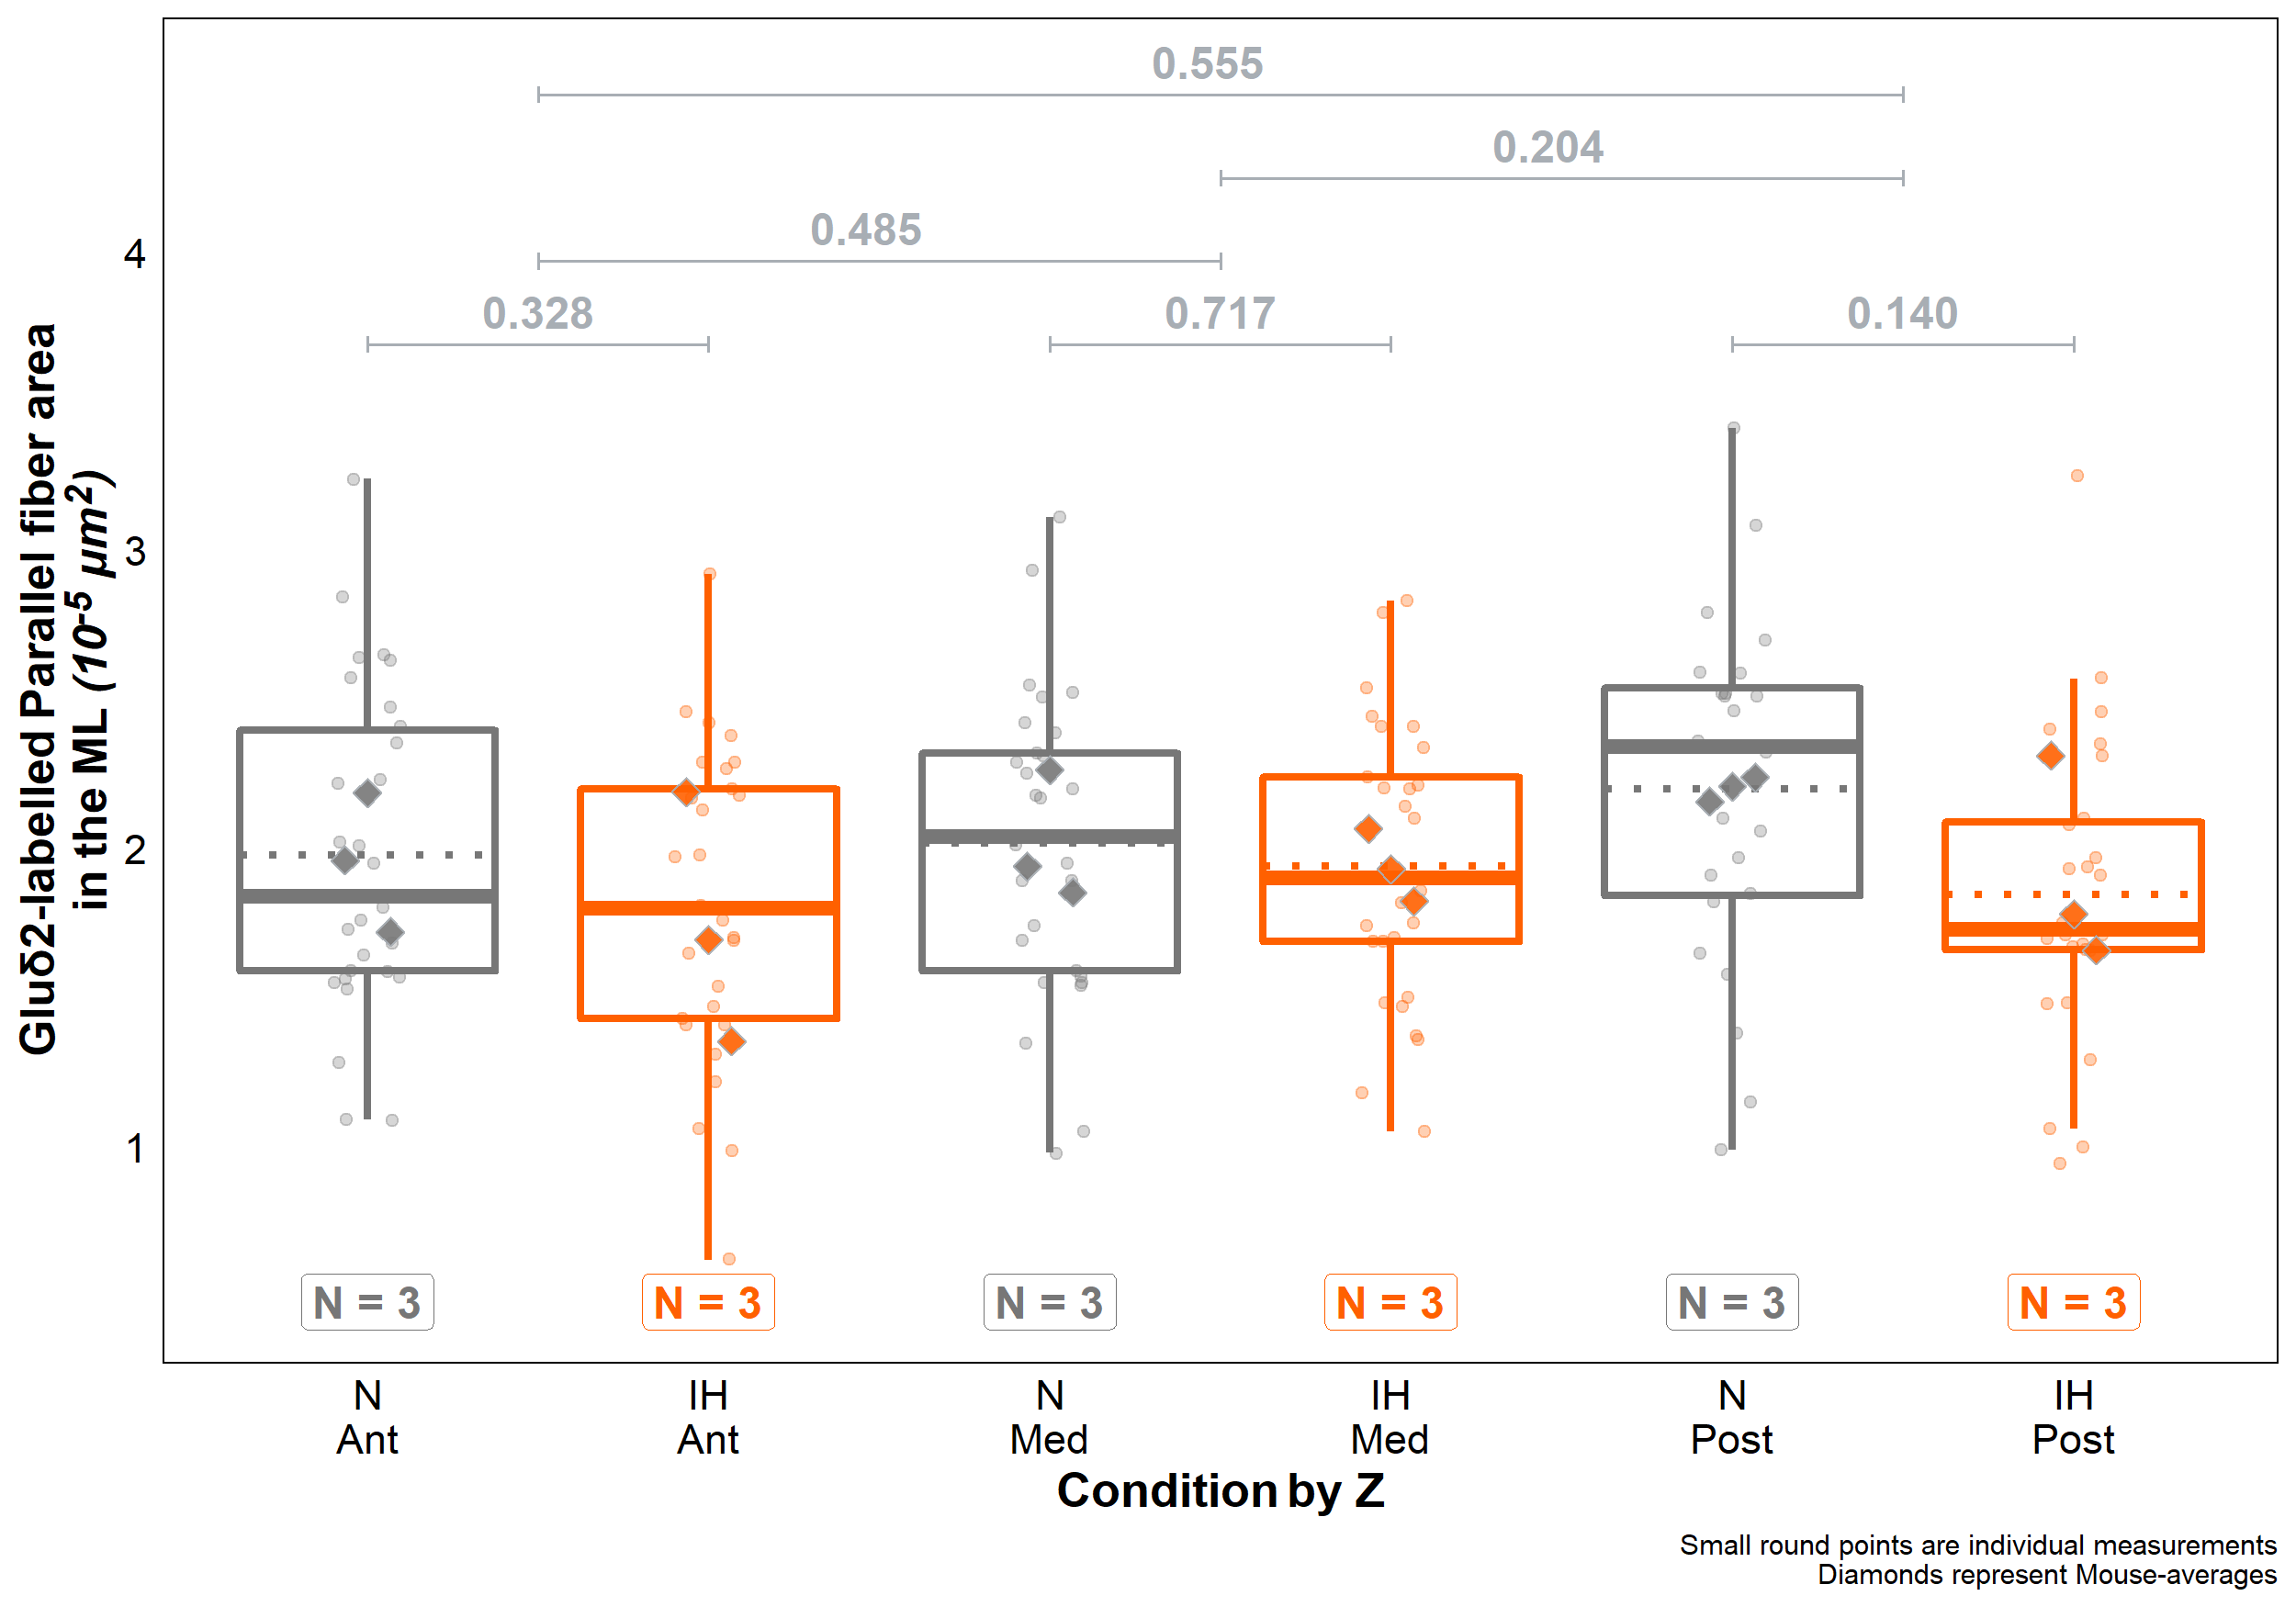 0.555
0.204
0.485
0.328 0.717 0.140
Gluδ2-labelled Parallel fiber area
in the ML (10⁻⁵ µm²)
4
3
2
1
N = 3 N = 3 N = 3 N = 3 N = 3 N = 3
N IH N IH N IH
Ant Ant Med Med Post Post
Condition by Z
Small round points are individual measurements
Diamonds represent Mouse-averages